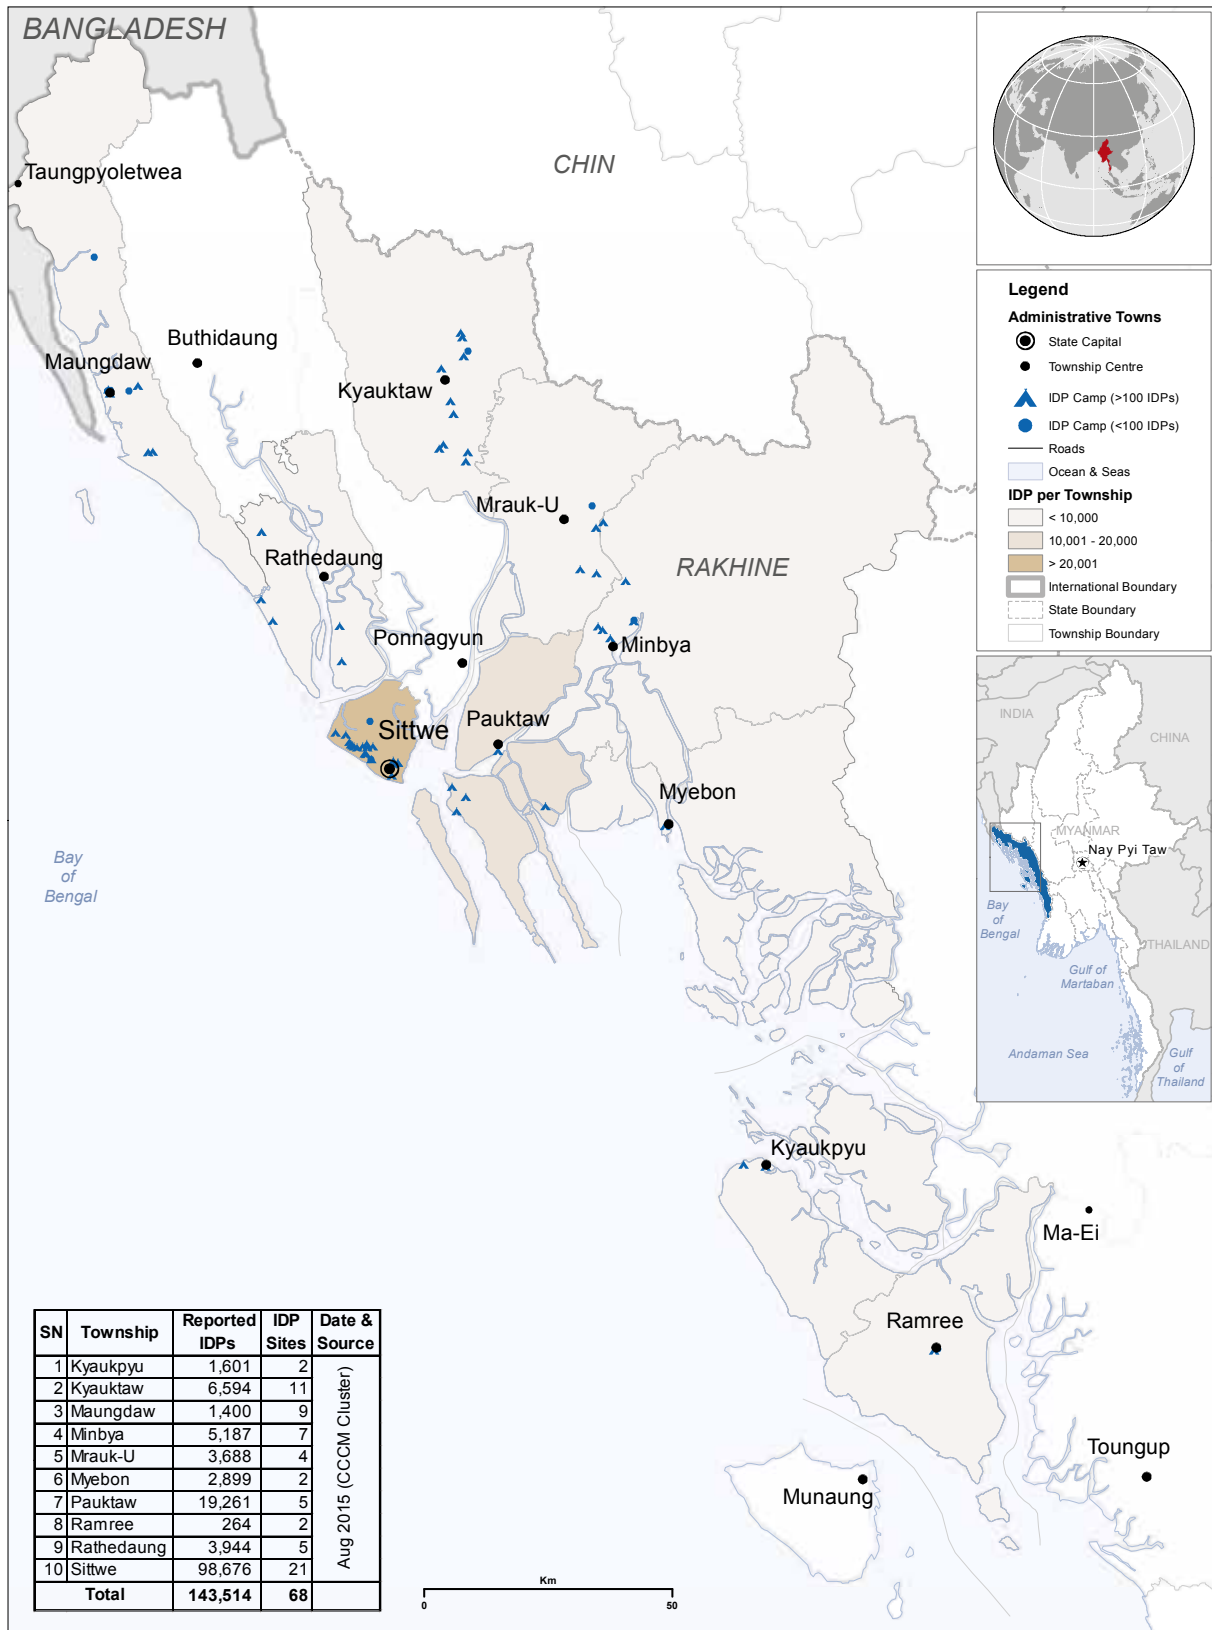 BANGLADESH
Taungpyoletwea
CHIN
Buthidaung
Maungdaw
Kyauktaw
Mrauk-U
RAKHINE
Rathedaung
Ponnagyun
Minbya
Sittwe
Pauktaw
Myebon
Bay
of
Bengal
Kyaukpyu
Ma-Ei
Ramree
Toungup
Munaung
Legend
Administrative Towns
State Capital
Township Centre
IDP Camp (>100 IDPs)
IDP Camp (<100 IDPs)
Roads
Ocean & Seas
IDP per Township
< 10,000
10,001 - 20,000
> 20,001
International Boundary
State Boundary
Township Boundary
INDIA
CHINA
MYANMAR
Nay Pyi Taw
Bay
of
Bengal
THAILAND
Gulf of
Martaban
Andaman Sea
Gulf
of
Thailand
SN Township Reported IDPs IDP Sites Date & Source
1 Kyaukpyu 1,601 2
2 Kyauktaw 6,594 11
3 Maungdaw 1,400 9
4 Minbya 5,187 7
5 Mrauk-U 3,688 4
6 Myebon 2,899 2
7 Pauktaw 19,261 5
8 Ramree 264 2
9 Rathedaung 3,944 5
10 Sittwe 98,676 21
Aug 2015 (CCCM Cluster)
Total 143,514 68
Km
0 50